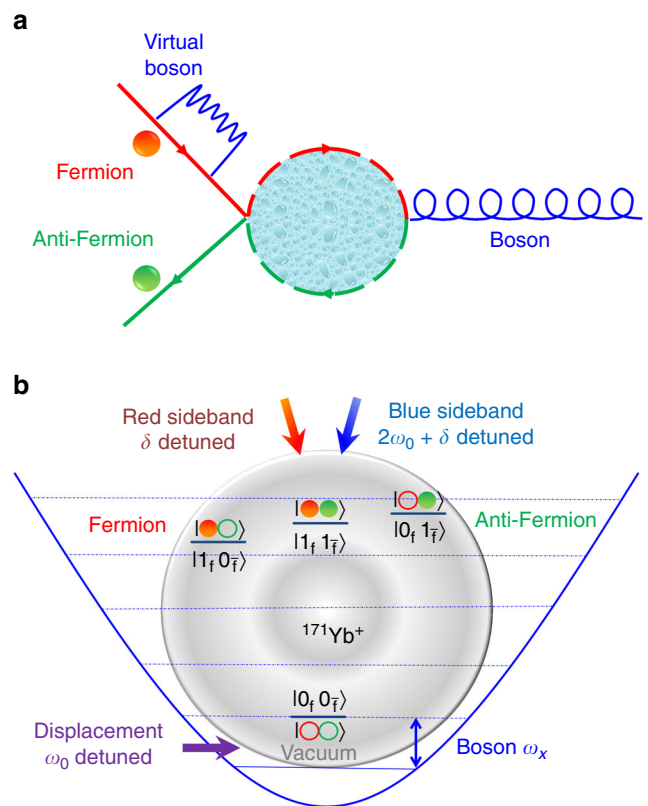 a
Virtual
boson
Fermion
Anti-Fermion
Boson
b
Red sideband
δ detuned
Blue sideband
2ω₀ + δ detuned
Fermion
Anti-Fermion
|1f 0f̄⟩
|1f 1f̄⟩
|0f 1f̄⟩
¹⁷¹Yb⁺
|0f 0f̄⟩
Vacuum
Displacement
ω₀ detuned
Boson ωₓ